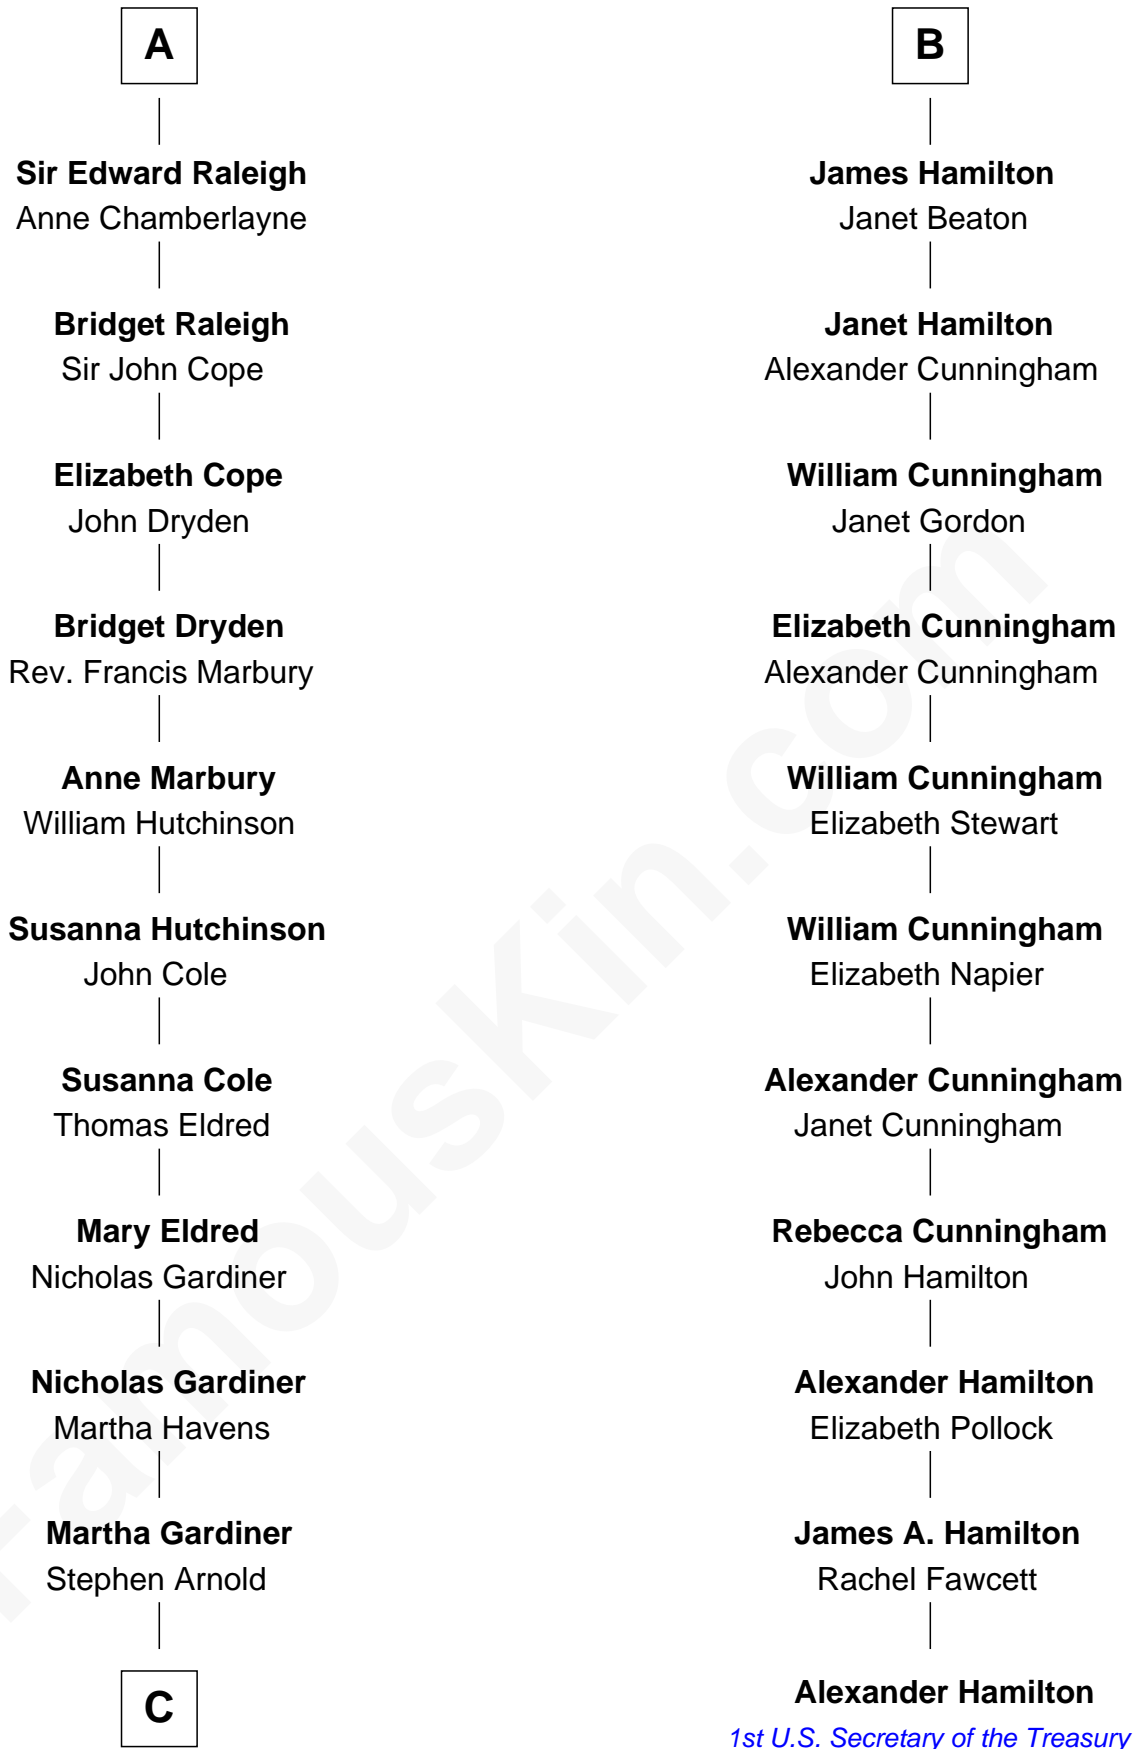 A
Sir Edward Raleigh
Anne Chamberlayne
Bridget Raleigh
Sir John Cope
Elizabeth Cope
John Dryden
Bridget Dryden
Rev. Francis Marbury
Anne Marbury
William Hutchinson
Susanna Hutchinson
John Cole
Susanna Cole
Thomas Eldred
Mary Eldred
Nicholas Gardiner
Nicholas Gardiner
Martha Havens
Martha Gardiner
Stephen Arnold
C
B
James Hamilton
Janet Beaton
Janet Hamilton
Alexander Cunningham
William Cunningham
Janet Gordon
Elizabeth Cunningham
Alexander Cunningham
William Cunningham
Elizabeth Stewart
William Cunningham
Elizabeth Napier
Alexander Cunningham
Janet Cunningham
Rebecca Cunningham
John Hamilton
Alexander Hamilton
Elizabeth Pollock
James A. Hamilton
Rachel Fawcett
Alexander Hamilton
1st U.S. Secretary of the Treasury
FamousKin.com